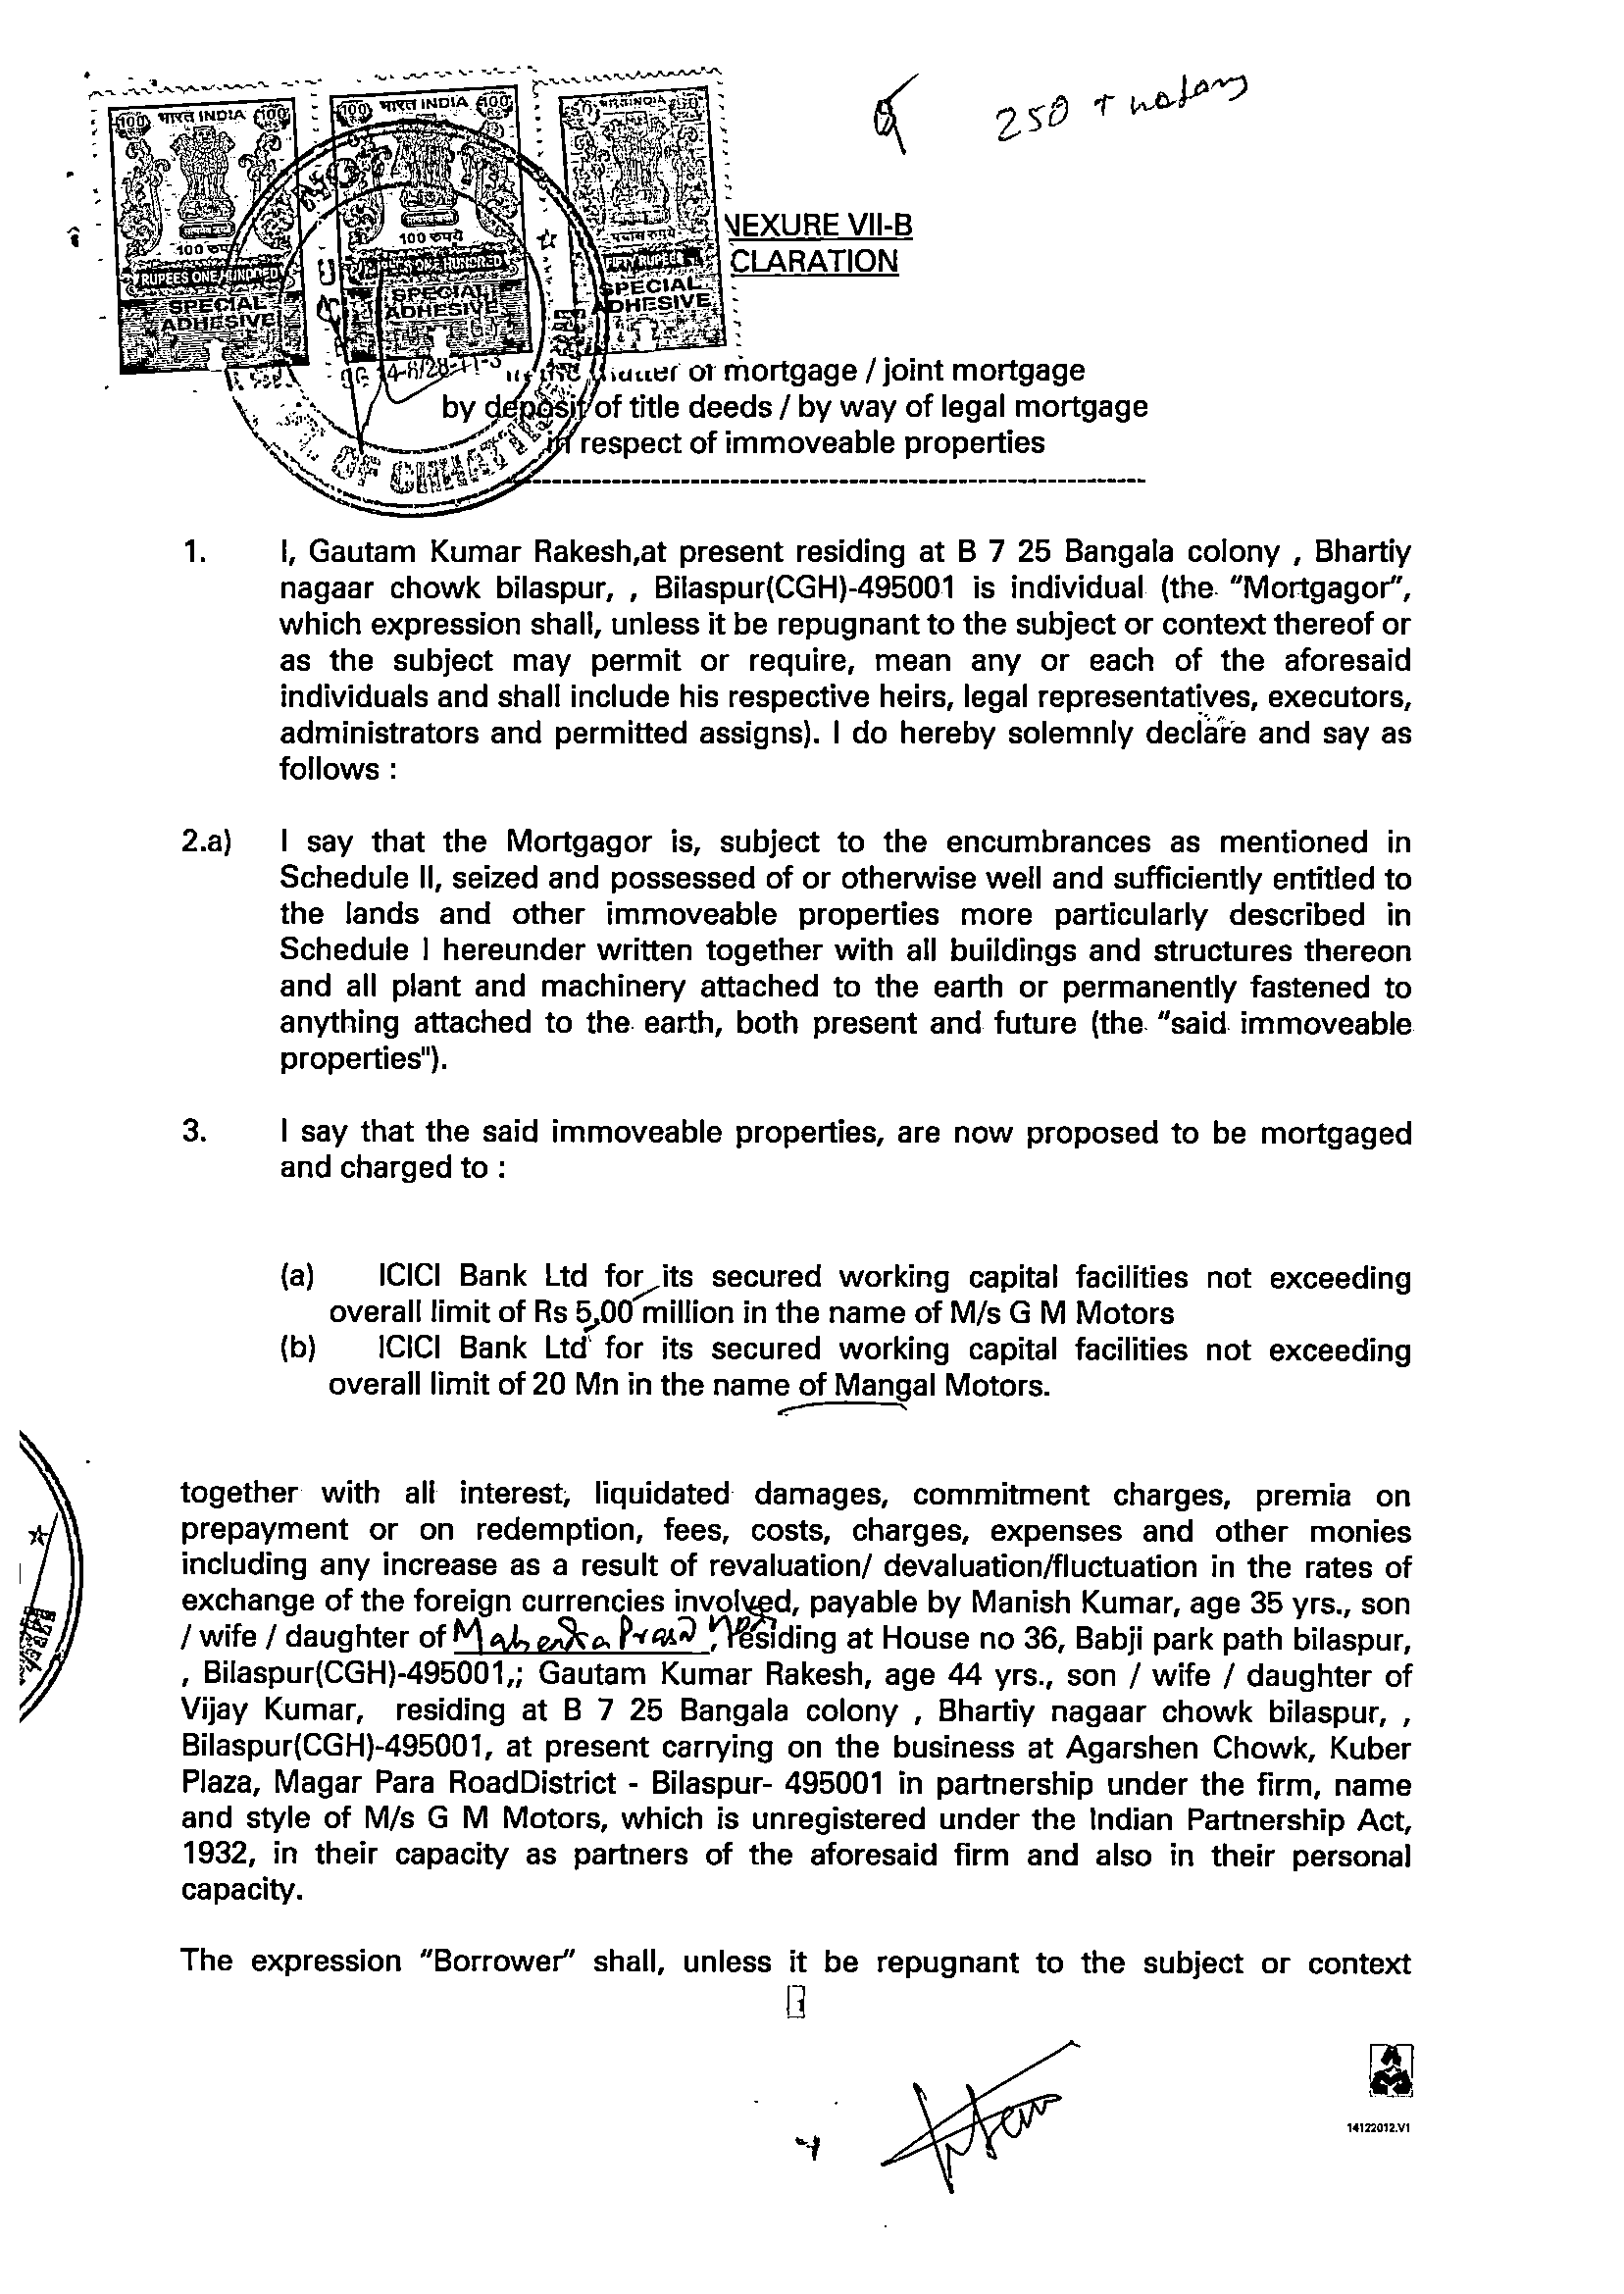 100 भारत INDIA 100
100 भारत INDIA 100
INDIA
250 + notary
100 रुपये
100 रुपये
पचास रुपये
RUPEES ONE HUNDRED
RUPEES ONE HUNDRED
FIFTY RUPEES
SPECIAL
ADHESIVE
SPECIAL
ADHESIVE
SPECIAL
ADHESIVE
NEXURE VII-B
CLARATION
matter of mortgage / joint mortgage
by deposit of title deeds / by way of legal mortgage
in respect of immoveable properties
1. I, Gautam Kumar Rakesh,at present residing at B 7 25 Bangala colony , Bhartiy
nagaar chowk bilaspur, , Bilaspur(CGH)-495001 is individual (the "Mortgagor",
which expression shall, unless it be repugnant to the subject or context thereof or
as the subject may permit or require, mean any or each of the aforesaid
individuals and shall include his respective heirs, legal representatives, executors,
administrators and permitted assigns). I do hereby solemnly declare and say as
follows :
2.a) I say that the Mortgagor is, subject to the encumbrances as mentioned in
Schedule II, seized and possessed of or otherwise well and sufficiently entitled to
the lands and other immoveable properties more particularly described in
Schedule I hereunder written together with all buildings and structures thereon
and all plant and machinery attached to the earth or permanently fastened to
anything attached to the earth, both present and future (the "said immoveable
properties").
3. I say that the said immoveable properties, are now proposed to be mortgaged
and charged to :
(a) ICICI Bank Ltd for its secured working capital facilities not exceeding
overall limit of Rs 5.00 million in the name of M/s G M Motors
(b) ICICI Bank Ltd for its secured working capital facilities not exceeding
overall limit of 20 Mn in the name of Mangal Motors.
together with all interest, liquidated damages, commitment charges, premia on
prepayment or on redemption, fees, costs, charges, expenses and other monies
including any increase as a result of revaluation/ devaluation/fluctuation in the rates of
exchange of the foreign currencies involved, payable by Manish Kumar, age 35 yrs., son
/ wife / daughter of , residing at House no 36, Babji park path bilaspur,
, Bilaspur(CGH)-495001,; Gautam Kumar Rakesh, age 44 yrs., son / wife / daughter of
Vijay Kumar, residing at B 7 25 Bangala colony , Bhartiy nagaar chowk bilaspur, ,
Bilaspur(CGH)-495001, at present carrying on the business at Agarshen Chowk, Kuber
Plaza, Magar Para RoadDistrict - Bilaspur- 495001 in partnership under the firm, name
and style of M/s G M Motors, which is unregistered under the Indian Partnership Act,
1932, in their capacity as partners of the aforesaid firm and also in their personal
capacity.
The expression "Borrower" shall, unless it be repugnant to the subject or context
1
14122012.V1